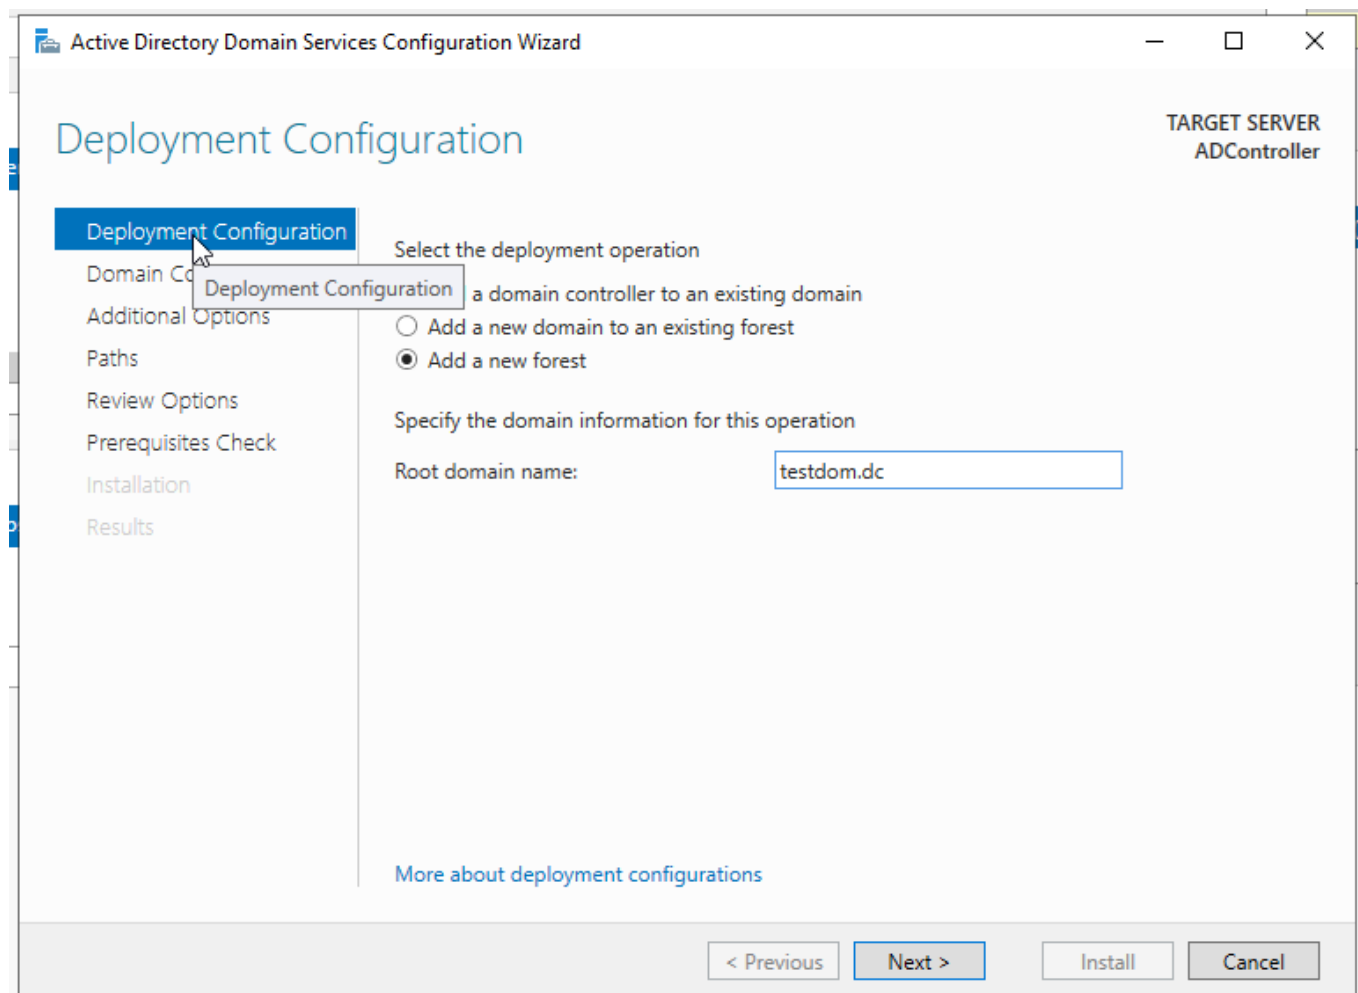 Active Directory Domain Services Configuration Wizard
Deployment Configuration
TARGET SERVER
ADController
Deployment Configuration
Domain Co
Deployment Configuration
Additional Options
Paths
Review Options
Prerequisites Check
Installation
Results
Select the deployment operation
a domain controller to an existing domain
Add a new domain to an existing forest
Add a new forest
Specify the domain information for this operation
Root domain name:
testdom.dc
More about deployment configurations
< Previous
Next >
Install
Cancel